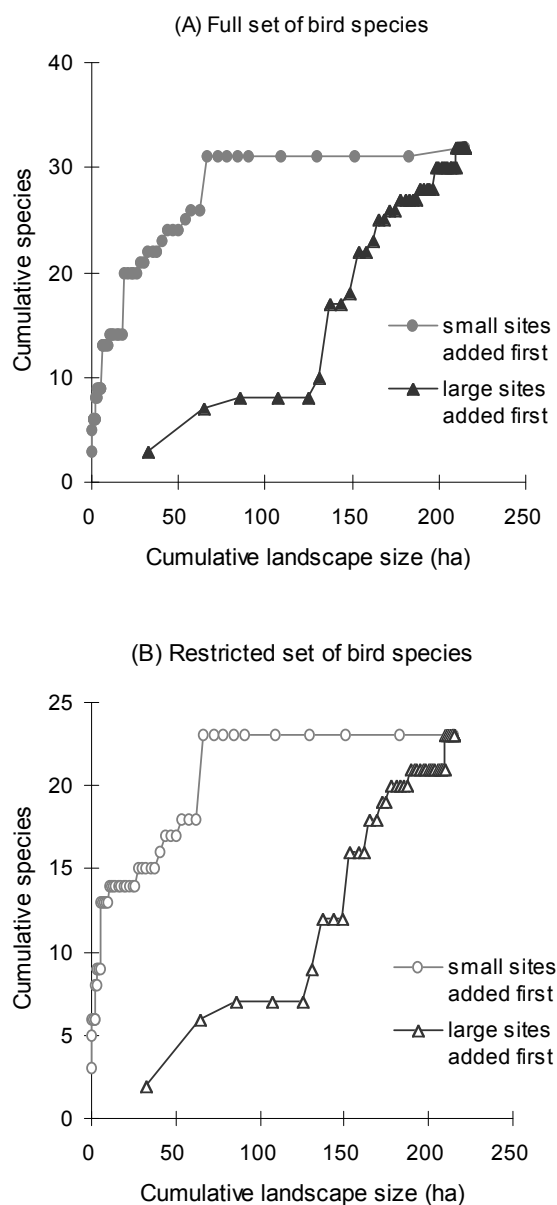 (A) Full set of bird species
40
30
20
10
0
Cumulative species
small sites
added first
large sites
added first
0 50 100 150 200 250
Cumulative landscape size (ha)
(B) Restricted set of bird species
25
20
15
10
5
0
Cumulative species
small sites
added first
large sites
added first
0 50 100 150 200 250
Cumulative landscape size (ha)